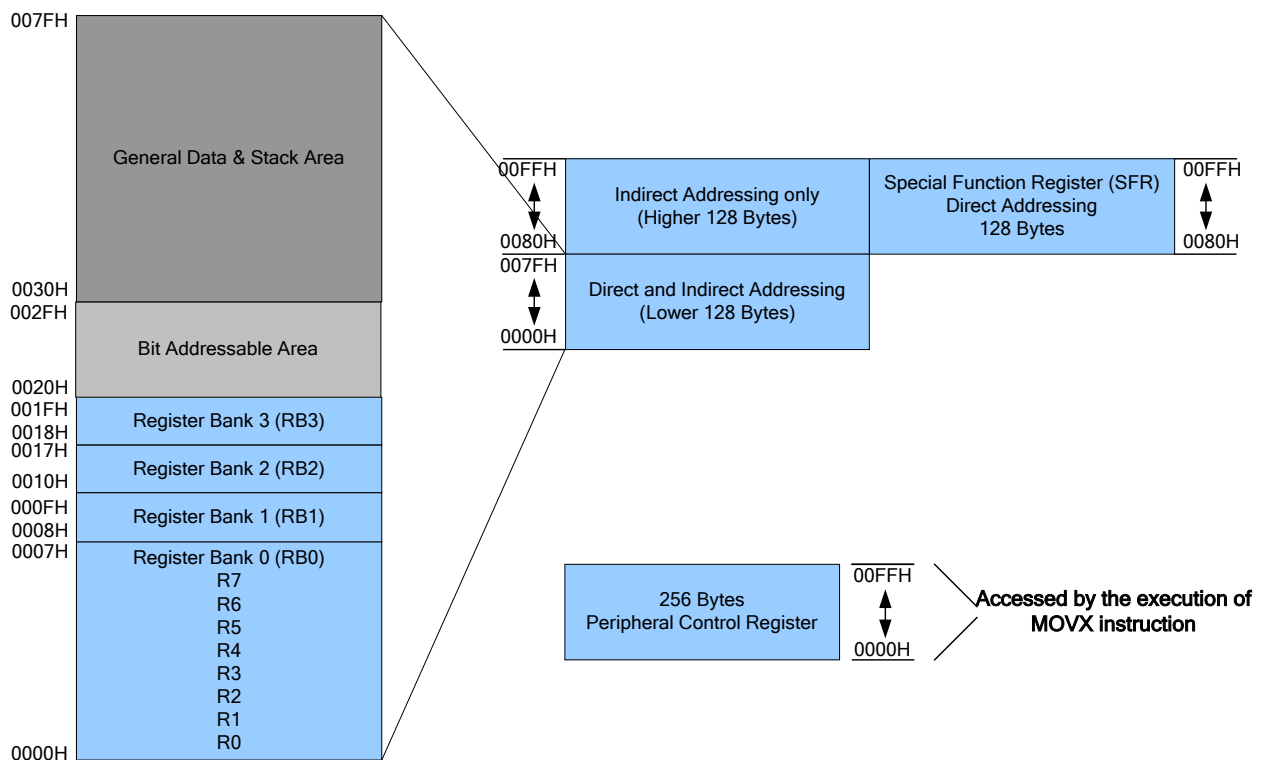 007FH
General Data & Stack Area
0030H
002FH
Bit Addressable Area
0020H
001FH
Register Bank 3 (RB3)
0018H
0017H
Register Bank 2 (RB2)
0010H
000FH
Register Bank 1 (RB1)
0008H
0007H
Register Bank 0 (RB0)
R7
R6
R5
R4
R3
R2
R1
R0
0000H
00FFH
0080H
Indirect Addressing only
(Higher 128 Bytes)
Special Function Register (SFR)
Direct Addressing
128 Bytes
00FFH
0080H
007FH
0000H
Direct and Indirect Addressing
(Lower 128 Bytes)
256 Bytes
Peripheral Control Register
00FFH
0000H
Accessed by the execution of
MOVX instruction